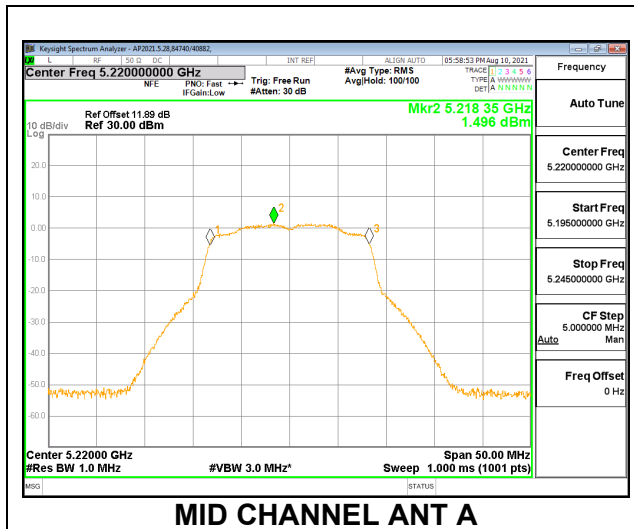 Keysight Spectrum Analyzer - AP2021.5.28,84740/40882,
L RF 50 Ω DC INT REF ALIGN AUTO 05:58:53 PM Aug 10, 2021
Center Freq 5.220000000 GHz
NFE
PNO: Fast
IFGain:Low
Trig: Free Run
#Atten: 30 dB
#Avg Type: RMS
Avg|Hold: 100/100
TRACE 1 2 3 4 5 6
TYPE A WWWWW
DET A N N N N N
Frequency
Mkr2 5.218 35 GHz
1.496 dBm
Ref Offset 11.89 dB
10 dB/div Ref 30.00 dBm
Log
20.0
10.0
0.00
-10.0
-20.0
-30.0
-40.0
-50.0
-60.0
1
2
3
Center 5.22000 GHz Span 50.00 MHz
#Res BW 1.0 MHz #VBW 3.0 MHz* Sweep 1.000 ms (1001 pts)
MSG STATUS
Auto Tune
Center Freq
5.220000000 GHz
Start Freq
5.195000000 GHz
Stop Freq
5.245000000 GHz
CF Step
5.000000 MHz
Auto Man
Freq Offset
0 Hz
MID CHANNEL ANT A